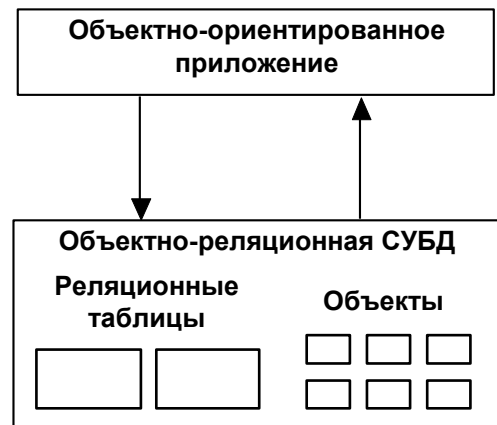 Объектно-ориентированное
приложение
Объектно-реляционная СУБД
Реляционные
таблицы
Объекты